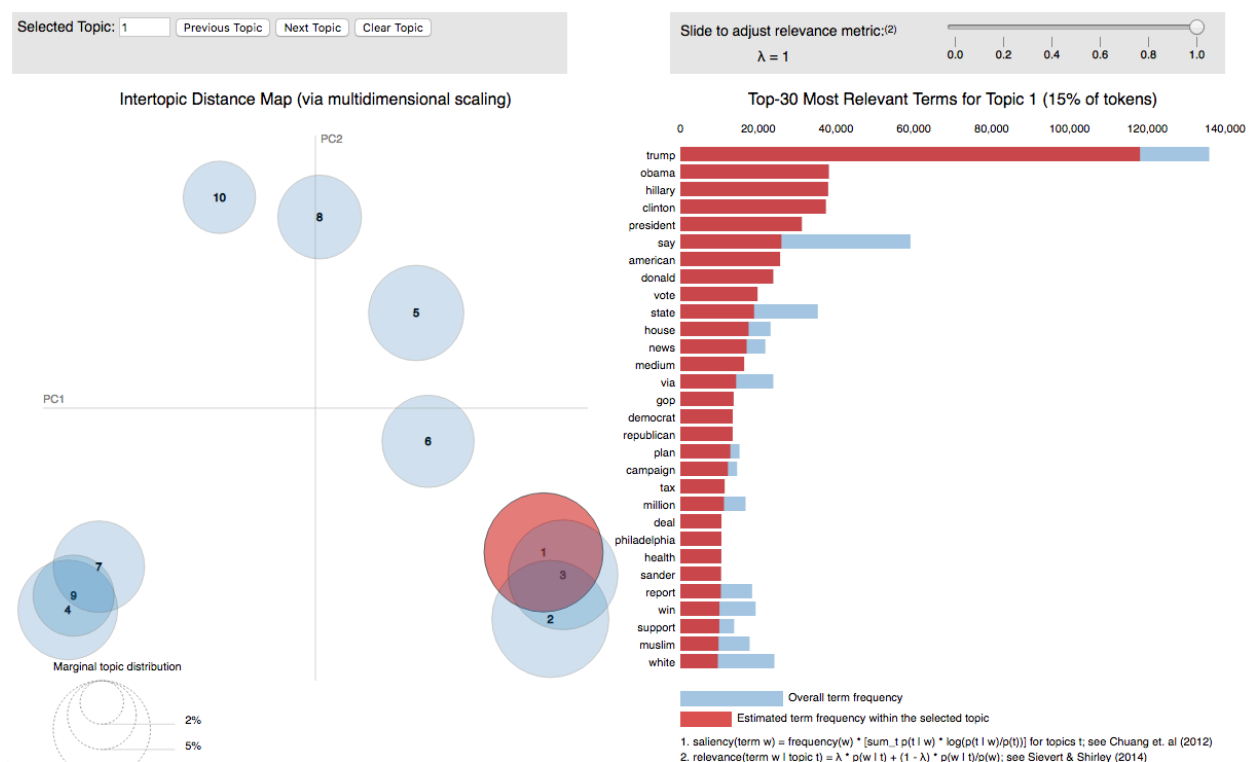 Selected Topic: 1 Previous Topic Next Topic Clear Topic
Slide to adjust relevance metric:(2)
λ = 1
0.0 0.2 0.4 0.6 0.8 1.0
Intertopic Distance Map (via multidimensional scaling)
PC2
PC1
10
8
5
6
1
3
2
7
9
4
Marginal topic distribution
2%
5%
Top-30 Most Relevant Terms for Topic 1 (15% of tokens)
0 20,000 40,000 60,000 80,000 100,000 120,000 140,000
trump
obama
hillary
clinton
president
say
american
donald
vote
state
house
news
medium
via
gop
democrat
republican
plan
campaign
tax
million
deal
philadelphia
health
sander
report
win
support
muslim
white
Overall term frequency
Estimated term frequency within the selected topic
1. saliency(term w) = frequency(w) * [sum_t p(t | w) * log(p(t | w)/p(t))] for topics t; see Chuang et. al (2012)
2. relevance(term w | topic t) = λ * p(w | t) + (1 - λ) * p(w | t)/p(w); see Sievert & Shirley (2014)